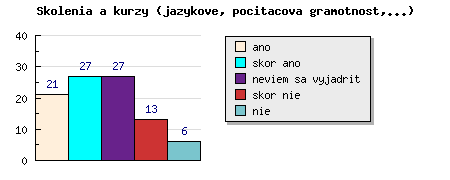 Skolenia a kurzy (jazykove, pocitacova gramotnost,...)
40
30
20
10
0
21
27
27
13
6
ano
skor ano
neviem sa vyjadrit
skor nie
nie